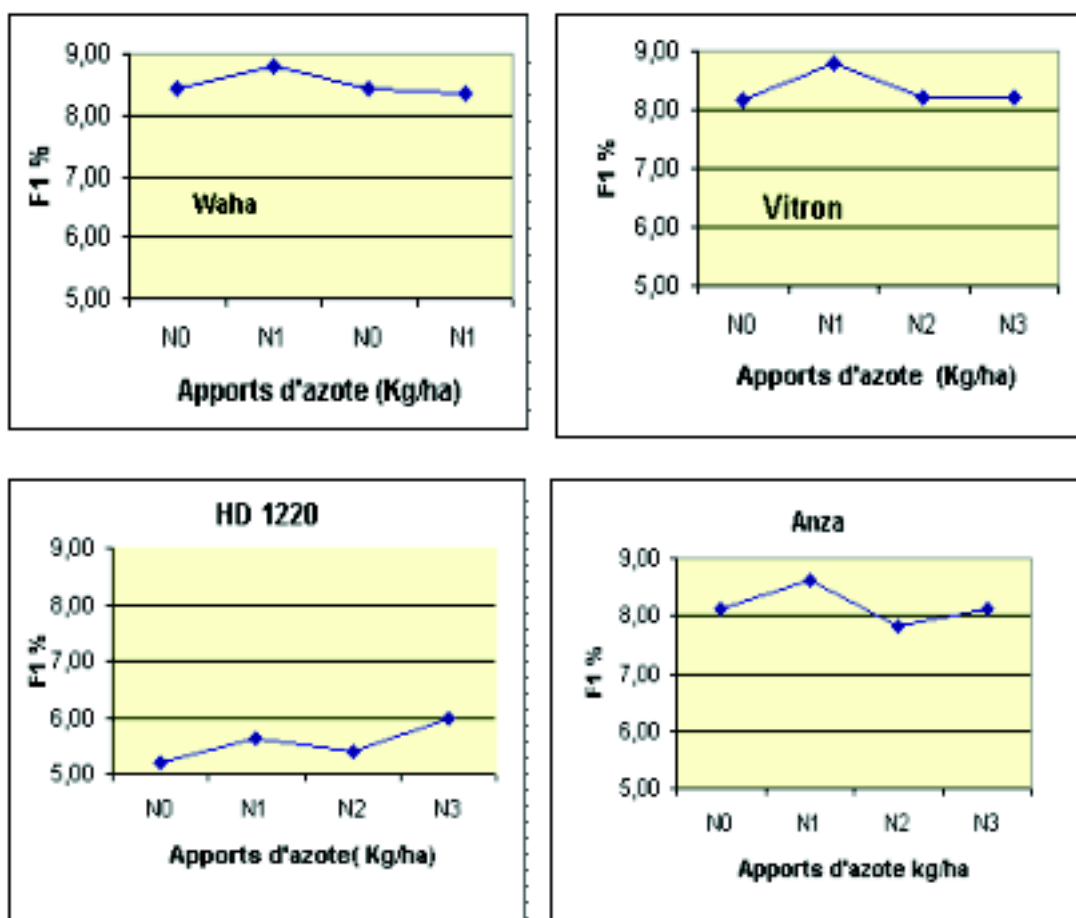 9,00
8,00
7,00
6,00
5,00
F1 %
Waha
N0 N1 N0 N1
Apports d'azote (Kg/ha)
9,00
8,00
7,00
6,00
5,00
F1 %
Vitron
N0 N1 N2 N3
Apports d'azote (Kg/ha)
HD 1220
9,00
8,00
7,00
6,00
5,00
F1 %
N0 N1 N2 N3
Apports d'azote( Kg/ha)
Anza
9,00
8,00
7,00
6,00
5,00
F1 %
N0 N1 N2 N3
Apports d'azote kg/ha